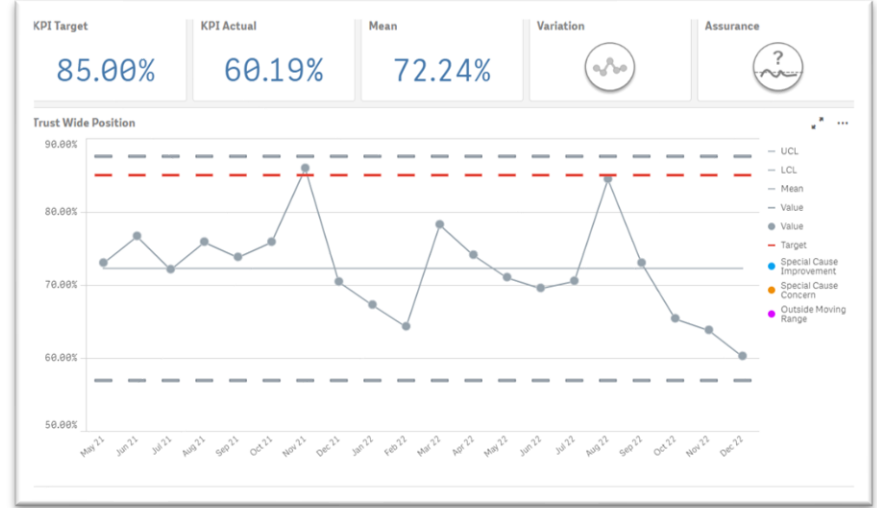 KPI Target
KPI Actual
Mean
Variation
Assurance
85.00%
60.19%
72.24%
?
Trust Wide Position
90.00%
80.00%
70.00%
60.00%
50.00%
May 21
Jun 21
Jul 21
Aug 21
Sep 21
Oct 21
Nov 21
Dec 21
Jan 22
Feb 22
Mar 22
Apr 22
May 22
Jun 22
Jul 22
Aug 22
Sep 22
Oct 22
Nov 22
Dec 22
UCL
LCL
Mean
Value
Value
Target
Special Cause
Improvement
Special Cause
Concern
Outside Moving
Range